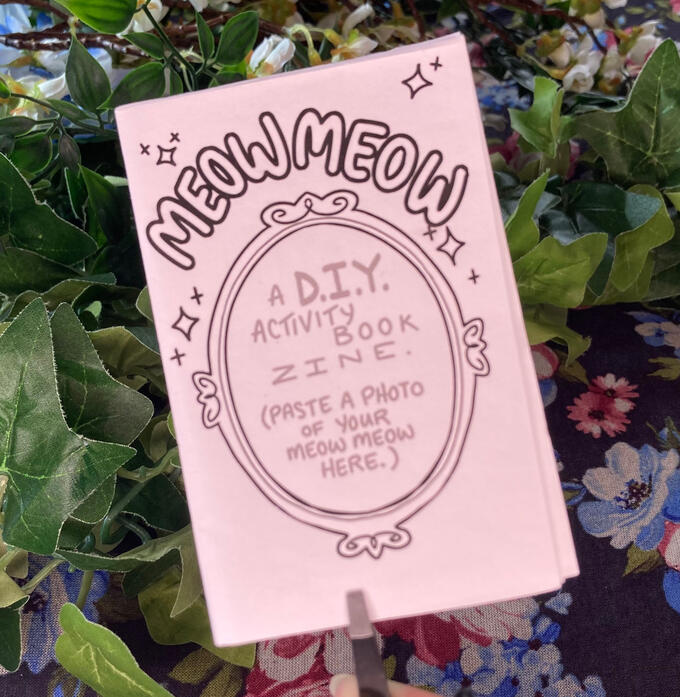 MEOW MEOW
A D.I.Y.
ACTIVITY
BOOK
ZINE.
(PASTE A PHOTO
OF YOUR
MEOW MEOW
HERE.)